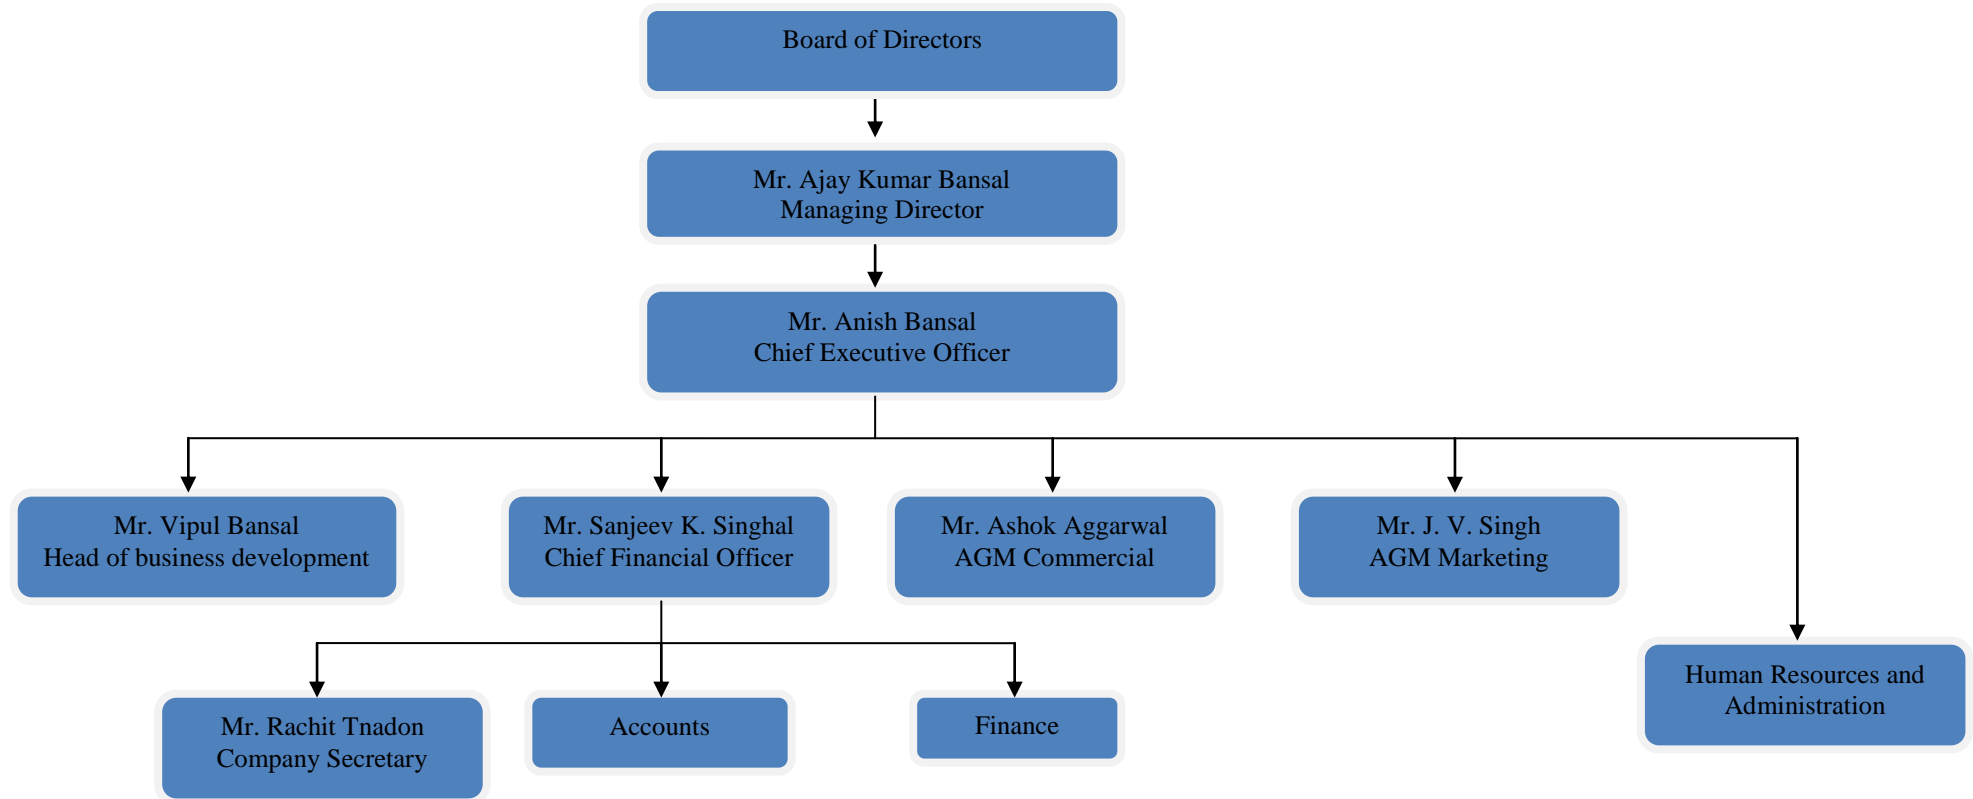 Board of Directors
Mr. Ajay Kumar Bansal
Managing Director
Mr. Anish Bansal
Chief Executive Officer
Mr. Vipul Bansal
Head of business development
Mr. Sanjeev K. Singhal
Chief Financial Officer
Mr. Ashok Aggarwal
AGM Commercial
Mr. J. V. Singh
AGM Marketing
Human Resources and
Administration
Mr. Rachit Tnadon
Company Secretary
Accounts
Finance